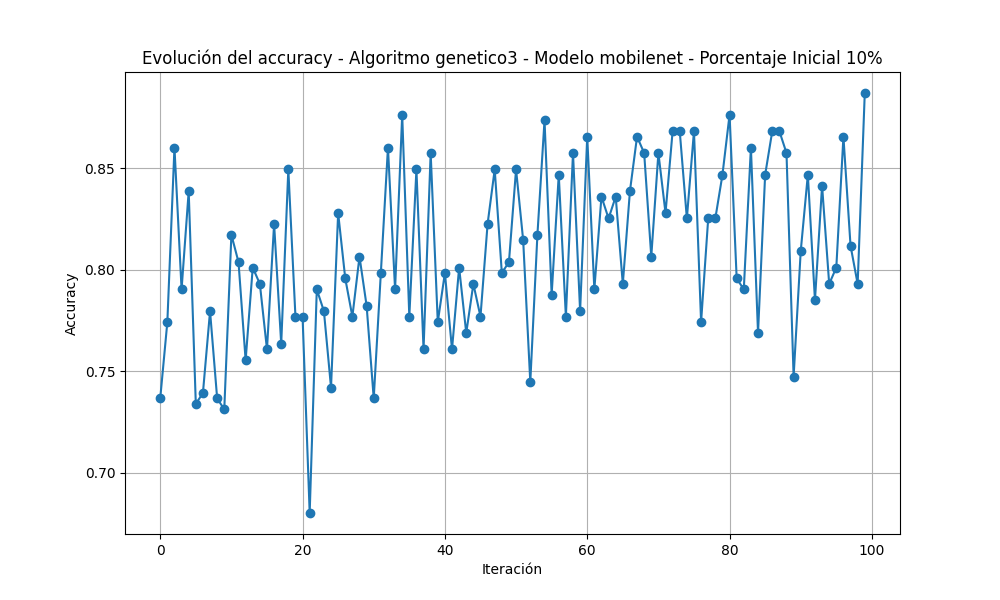 Evolución del accuracy - Algoritmo genetico3 - Modelo mobilenet - Porcentaje Inicial 10%
0.85
0.80
0.75
0.70
Accuracy
0 20 40 60 80 100
Iteración